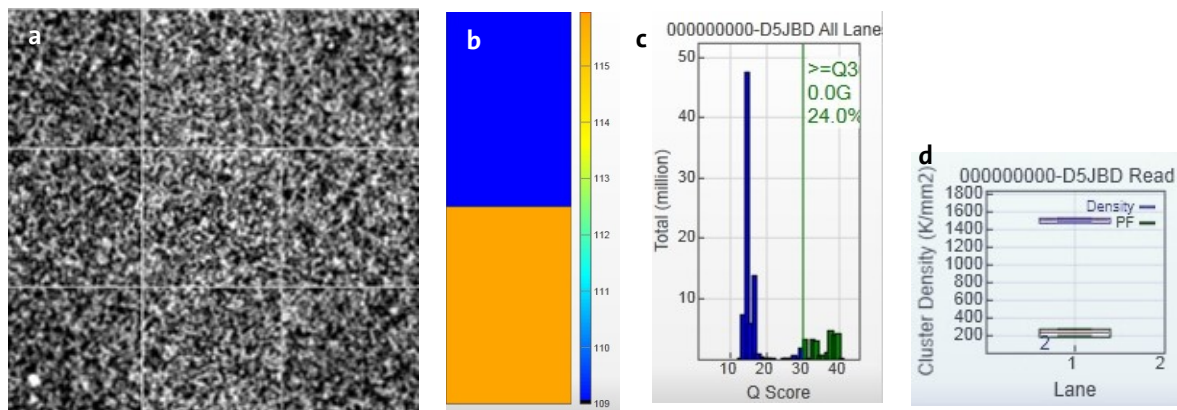 a
b
115
114
113
112
111
110
109
c
000000000-D5JBD All Lane
>=Q3
0.0G
24.0%
50
40
30
20
10
Total (million)
10 20 30 40
Q Score
d
000000000-D5JBD Read
1800
1600
1400
1200
1000
800
600
400
200
Density
PF
Cluster Density (K/mm2)
2
1 2
Lane